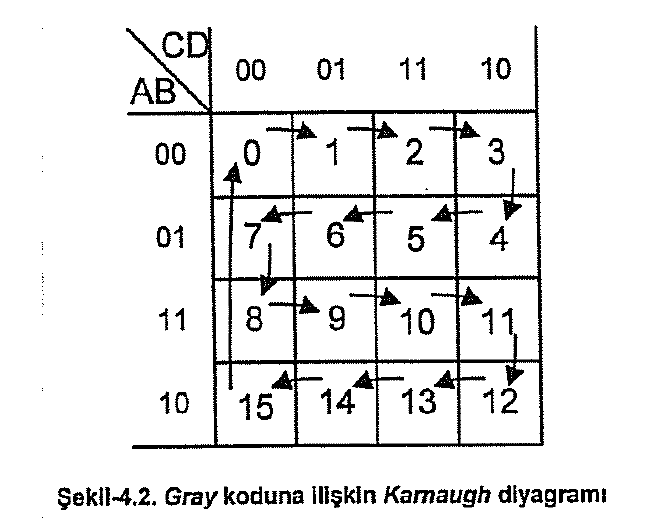 CD
AB
00 01 11 10
00 0 1 2 3
01 7 6 5 4
11 8 9 10 11
10 15 14 13 12
Şekil-4.2. Gray koduna ilişkin Karnaugh diyagramı